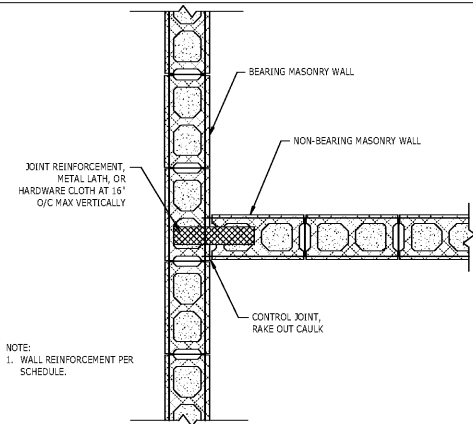 BEARING MASONRY WALL
NON-BEARING MASONRY WALL
JOINT REINFORCEMENT,
METAL LATH, OR
HARDWARE CLOTH AT 16"
O/C MAX VERTICALLY
CONTROL JOINT,
RAKE OUT CAULK
NOTE:
1. WALL REINFORCEMENT PER
SCHEDULE.